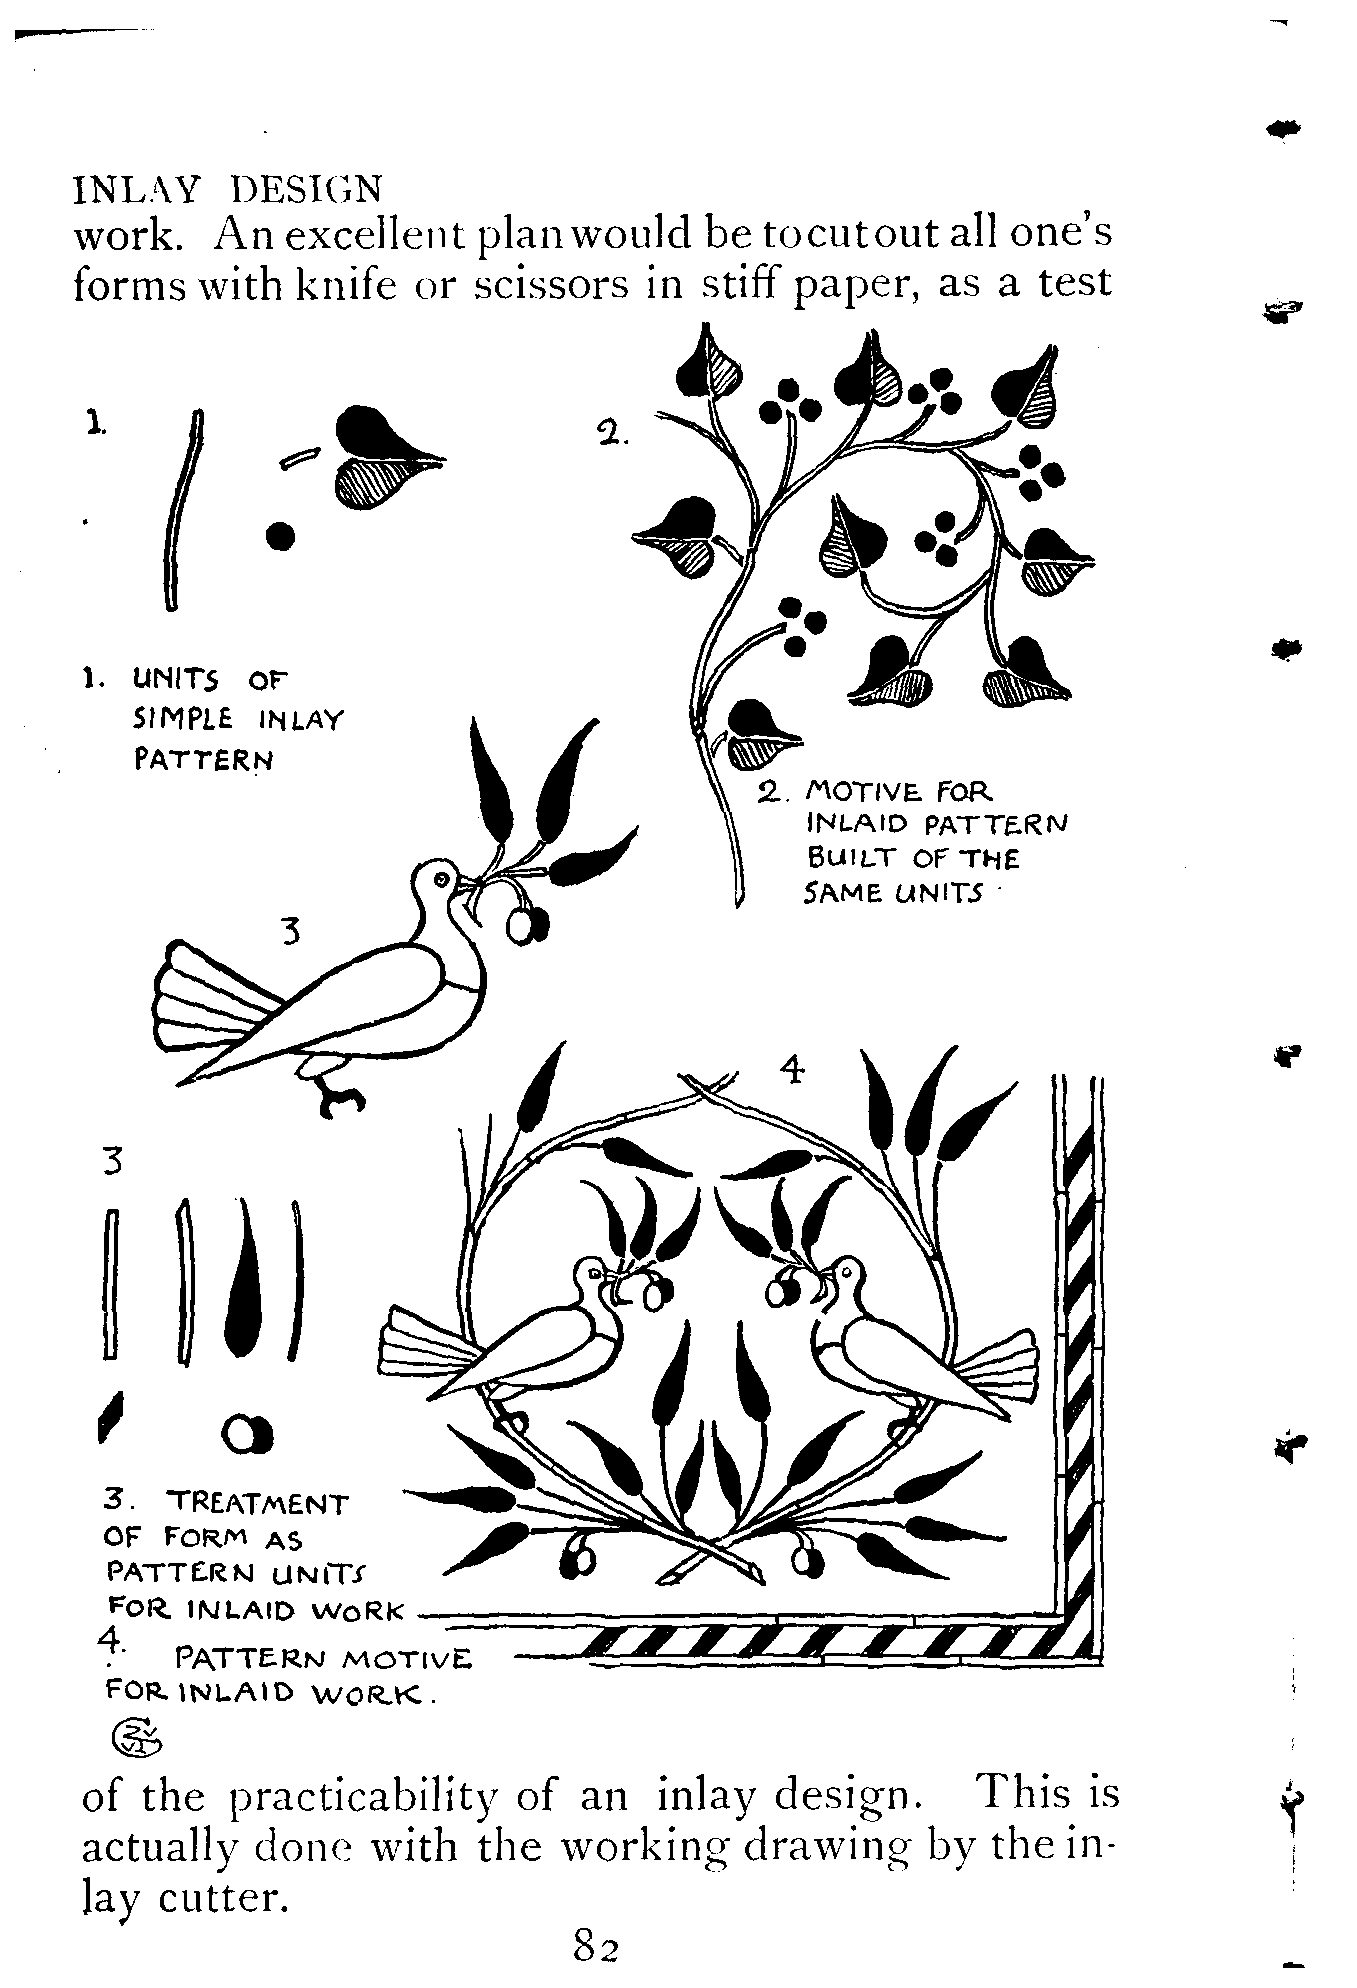 INLAY DESIGN
work. An excellent plan would be to cut out all one's
forms with knife or scissors in stiff paper, as a test
1.
2.
1. UNITS OF
SIMPLE INLAY
PATTERN
2. MOTIVE FOR
INLAID PATTERN
BUILT OF THE
SAME UNITS
3
4
3
3. TREATMENT
OF FORM AS
PATTERN UNITS
FOR INLAID WORK
4. PATTERN MOTIVE
FOR INLAID WORK.
of the practicability of an inlay design. This is
actually done with the working drawing by the in-
lay cutter.
82